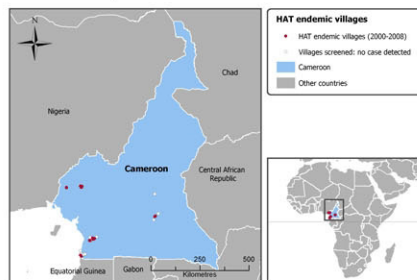 HAT endemic villages
HAT endemic villages (2000-2008)
Villages screened: no case detected
Cameroon
Other countries
N
Chad
Nigeria
Cameroon
Central African
Republic
0 250 500
Kilometres
Equatorial Guinea
Gabon